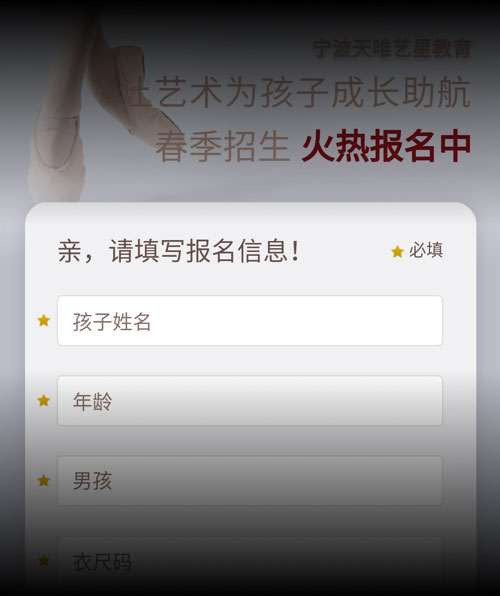 宁波天唯艺星教育
让艺术为孩子成长助航
春季招生 火热报名中
亲，请填写报名信息！
必填
孩子姓名
年龄
男孩
衣尺码